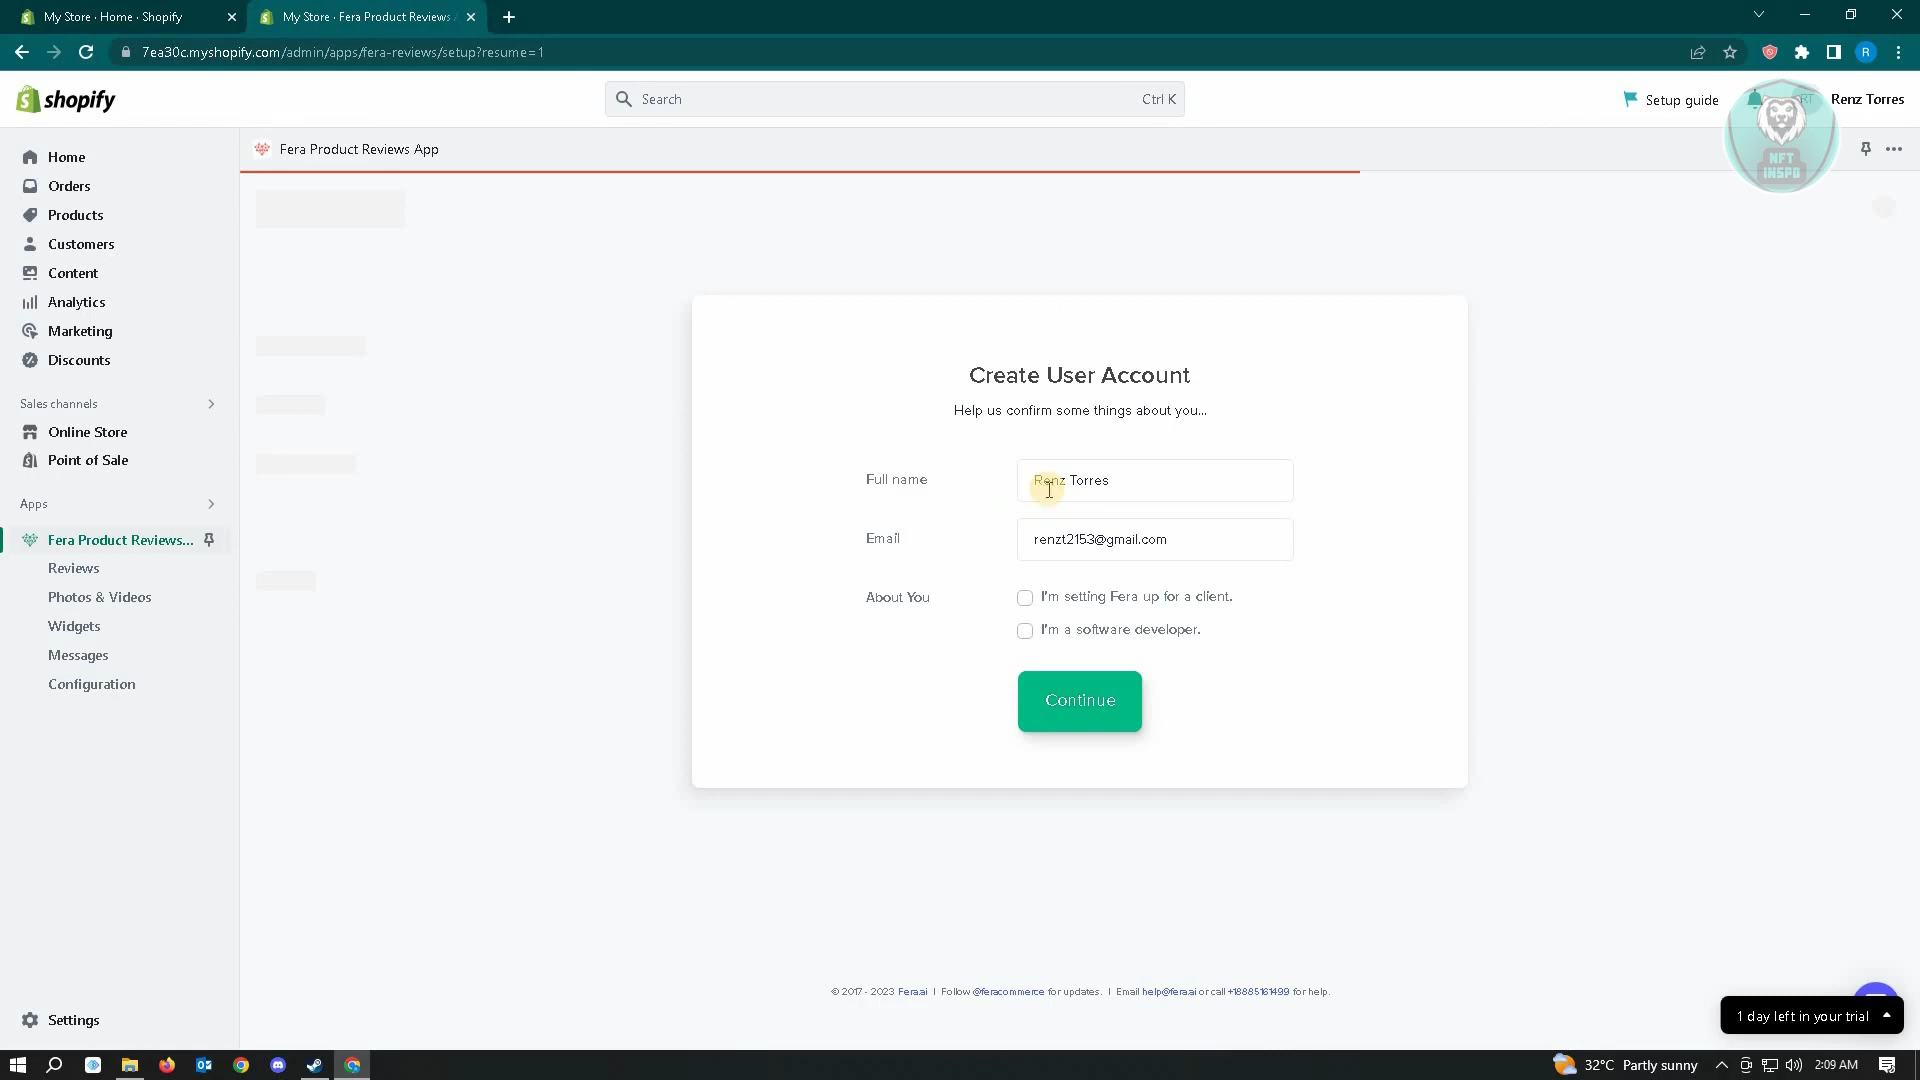 My Store · Home · Shopify
My Store · Fera Product Reviews
7ea30c.myshopify.com/admin/apps/fera-reviews/setup?resume=1
R
shopify
Search
Ctrl K
Setup guide
RT
Renz Torres
NFT
INSPO
Fera Product Reviews App
Home
Orders
Products
Customers
Content
Analytics
Marketing
Discounts
Sales channels
Online Store
Point of Sale
Apps
Fera Product Reviews...
Reviews
Photos & Videos
Widgets
Messages
Configuration
Settings
Create User Account
Help us confirm some things about you...
Full name
Renz Torres
Email
renzt2153@gmail.com
About You
I'm setting Fera up for a client.
I'm a software developer.
Continue
© 2017 - 2023 Fera.ai | Follow @feracommerce for updates. | Email help@fera.ai or call +18885161499 for help.
1 day left in your trial
32°C Partly sunny
2:09 AM